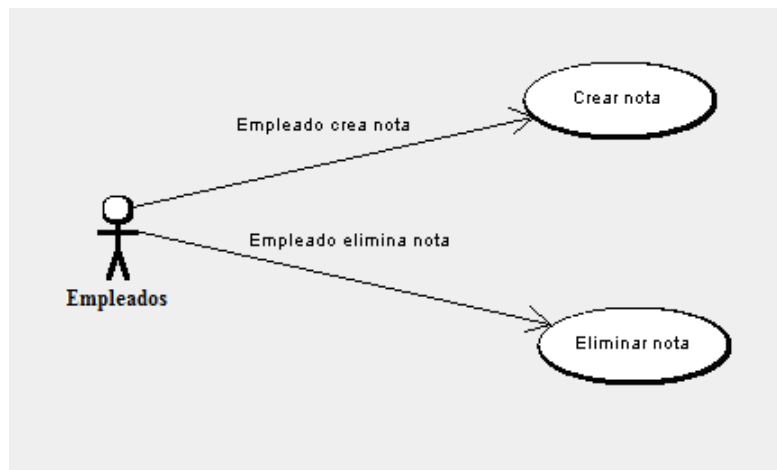 Crear nota
Empleado crea nota
Empleado elimina nota
Empleados
Eliminar nota